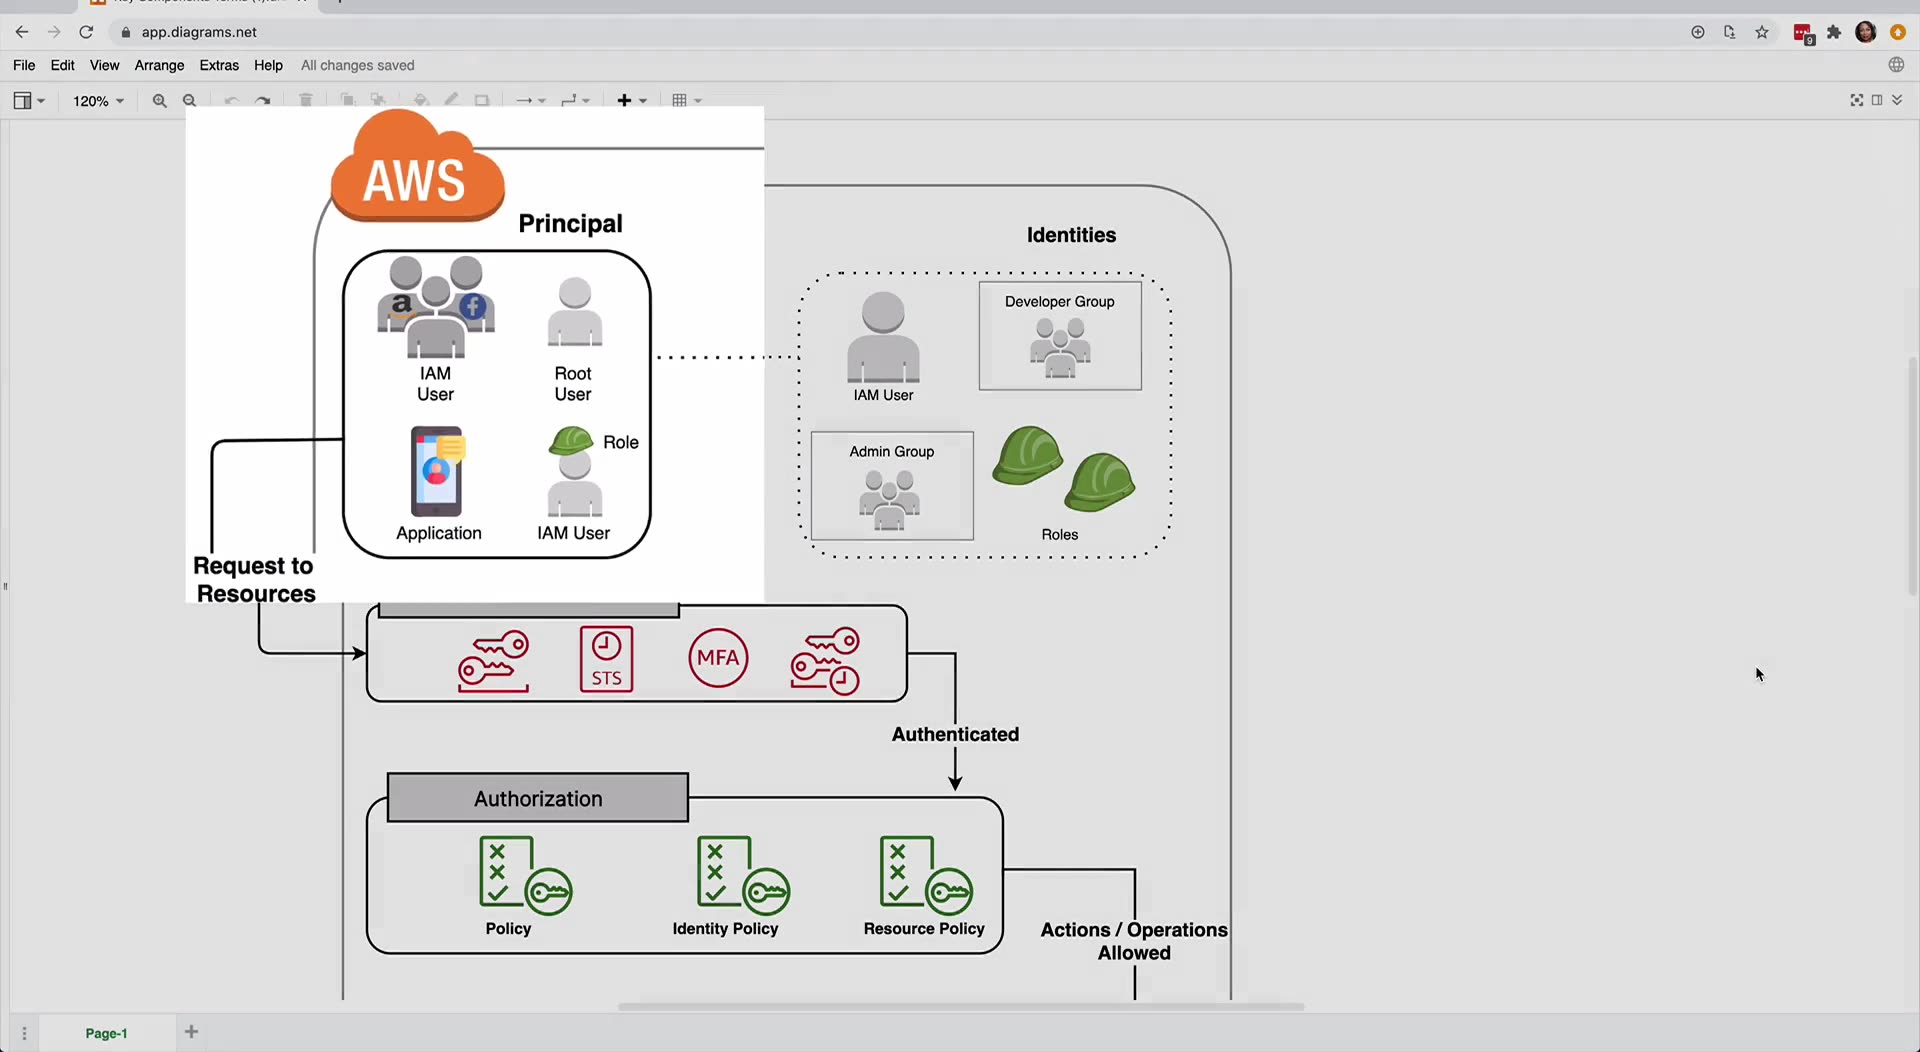 app.diagrams.net
9
File Edit View Arrange Extras Help All changes saved
120%
AWS
Principal
Identities
a f
IAM
User
Root
User
Role
Application
IAM User
IAM User
Developer Group
Admin Group
Roles
Request to
Resources
STS
MFA
Authenticated
Authorization
Policy
Identity Policy
Resource Policy
Actions / Operations
Allowed
Page-1